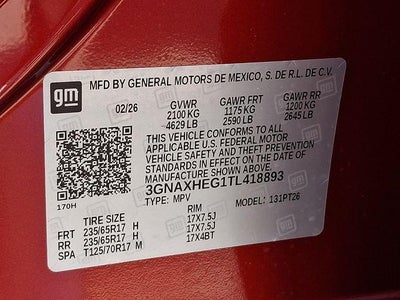 gm
MFD BY GENERAL MOTORS DE MEXICO, S. DE R.L. DE C.V.
02/26 GVWR GAWR FRT GAWR RR
2100 KG 1175 KG 1200 KG
4629 LB 2590 LB 2645 LB
THIS VEHICLE CONFORMS TO ALL
APPLICABLE U.S. FEDERAL MOTOR
VEHICLE SAFETY, BUMPER, AND THEFT
PREVENTION STANDARDS IN EFFECT ON
THE DATE OF MANUFACTURE SHOWN ABOVE.
3GNAXHEG1TL418893
170H
TYPE: MPV MODEL: 131PT26
TIRE SIZE RIM
FRT 235/65R17 H 17X7.5J
RR 235/65R17 H 17X7.5J
SPA T125/70R17 M 17X4BT